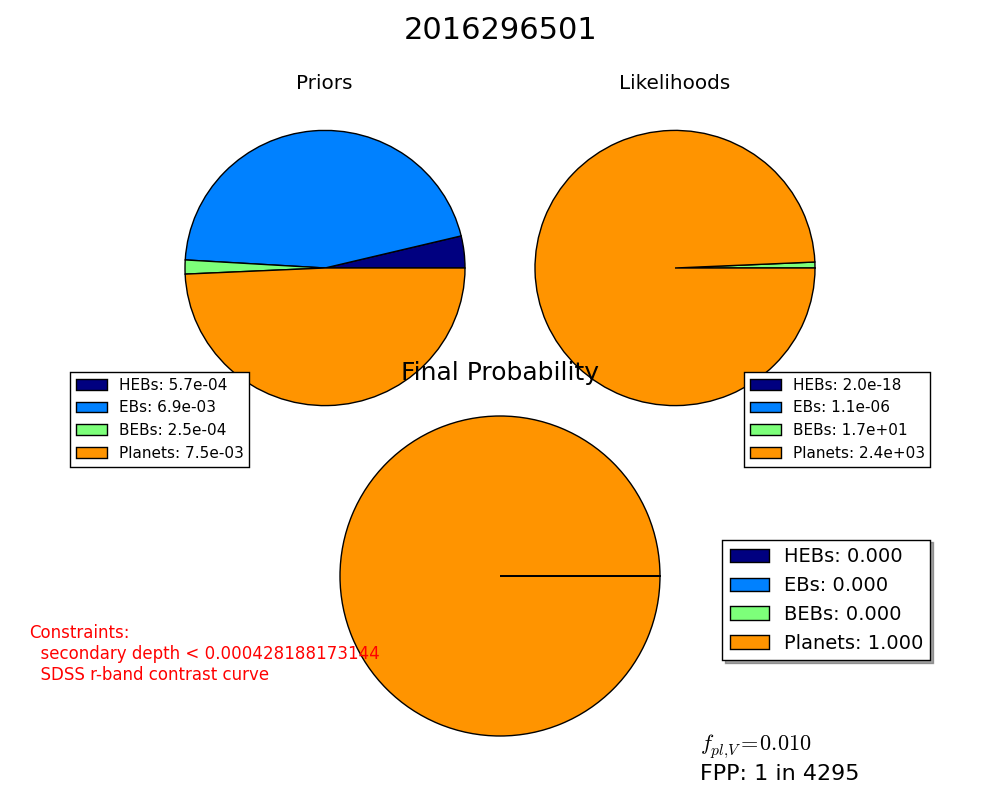 2016296501
Priors
Likelihoods
HEBs: 5.7e-04
EBs: 6.9e-03
BEBs: 2.5e-04
Planets: 7.5e-03
HEBs: 2.0e-18
EBs: 1.1e-06
BEBs: 1.7e+01
Planets: 2.4e+03
Final Probability
HEBs: 0.000
EBs: 0.000
BEBs: 0.000
Planets: 1.000
Constraints:
secondary depth < 0.000428188173144
SDSS r-band contrast curve
f_{pl,V}=0.010
FPP: 1 in 4295